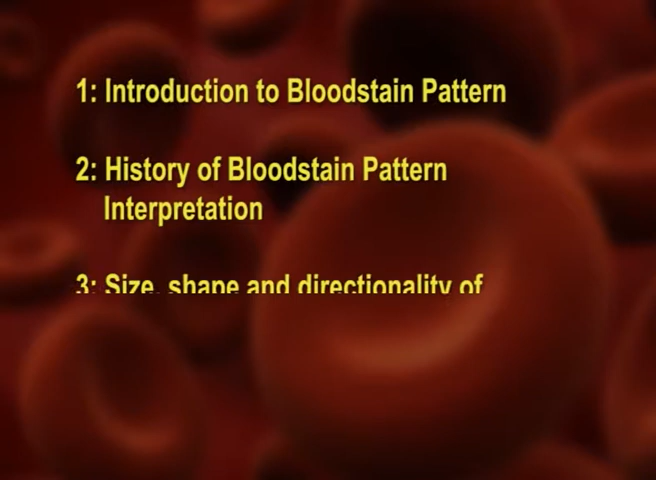 1: Introduction to Bloodstain Pattern
2: History of Bloodstain Pattern
Interpretation
3: Size, shape and directionality of